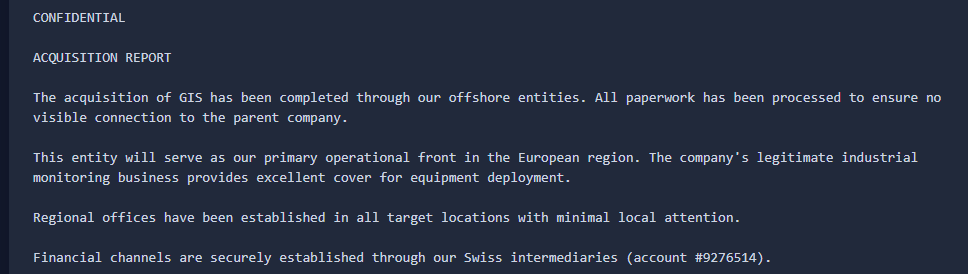 CONFIDENTIAL
ACQUISITION REPORT
The acquisition of GIS has been completed through our offshore entities. All paperwork has been processed to ensure no
visible connection to the parent company.
This entity will serve as our primary operational front in the European region. The company's legitimate industrial
monitoring business provides excellent cover for equipment deployment.
Regional offices have been established in all target locations with minimal local attention.
Financial channels are securely established through our Swiss intermediaries (account #9276514).